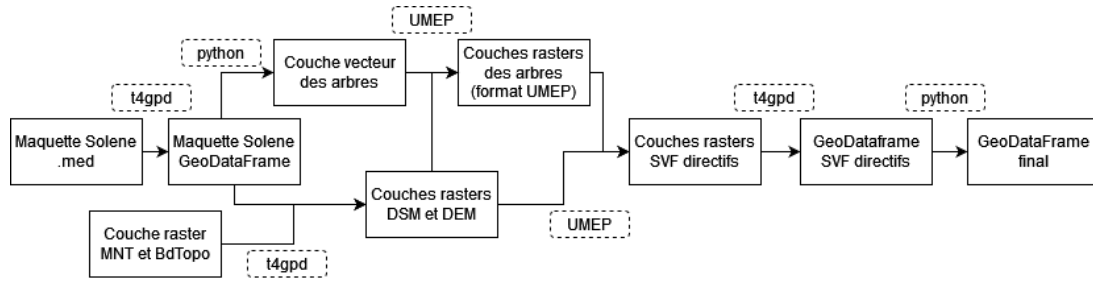 UMEP
python
Couche vecteur
des arbres
Couches rasters
des arbres
(format UMEP)
t4gpd
t4gpd
python
Maquette Solene
.med
Maquette Solene
GeoDataFrame
Couches rasters
SVF directifs
GeoDataframe
SVF directifs
GeoDataFrame
final
Couches rasters
DSM et DEM
UMEP
Couche raster
MNT et BdTopo
t4gpd